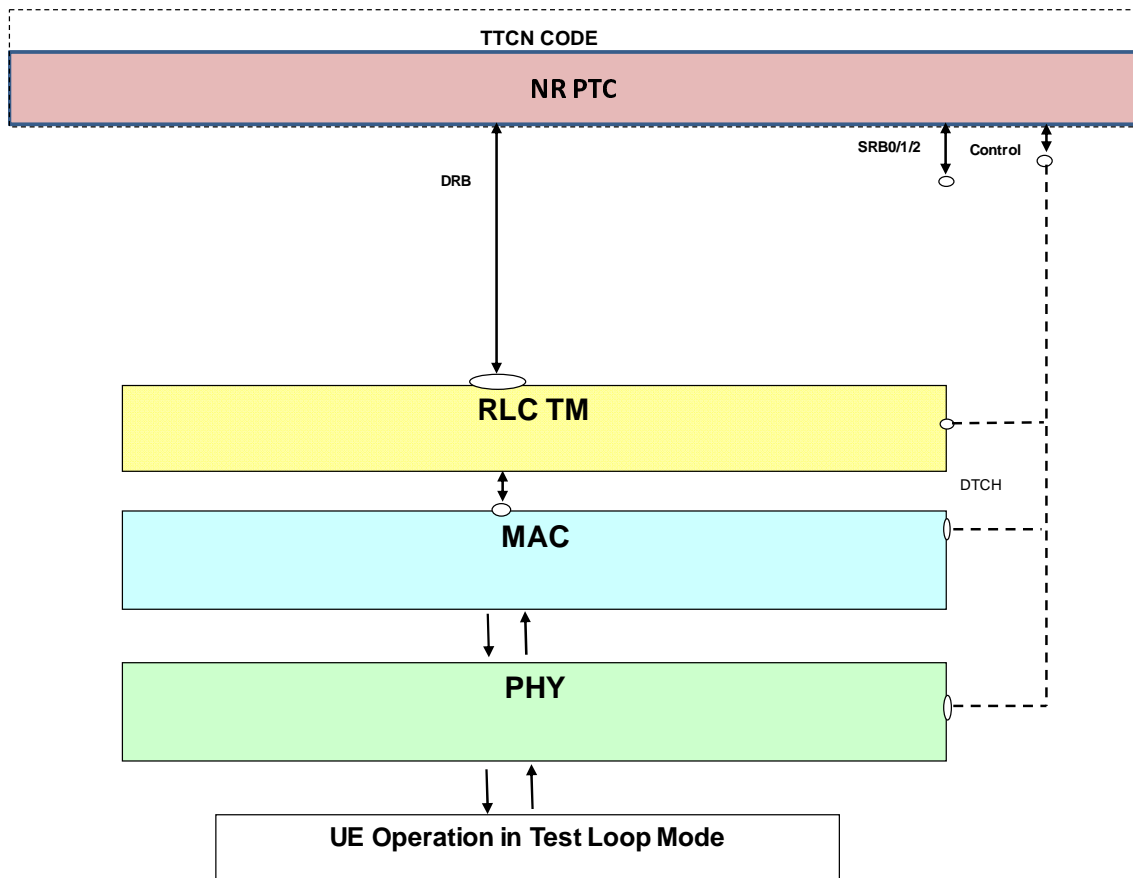 TTCN CODE
NR PTC
SRB0/1/2
Control
DRB
RLC TM
DTCH
MAC
PHY
UE Operation in Test Loop Mode